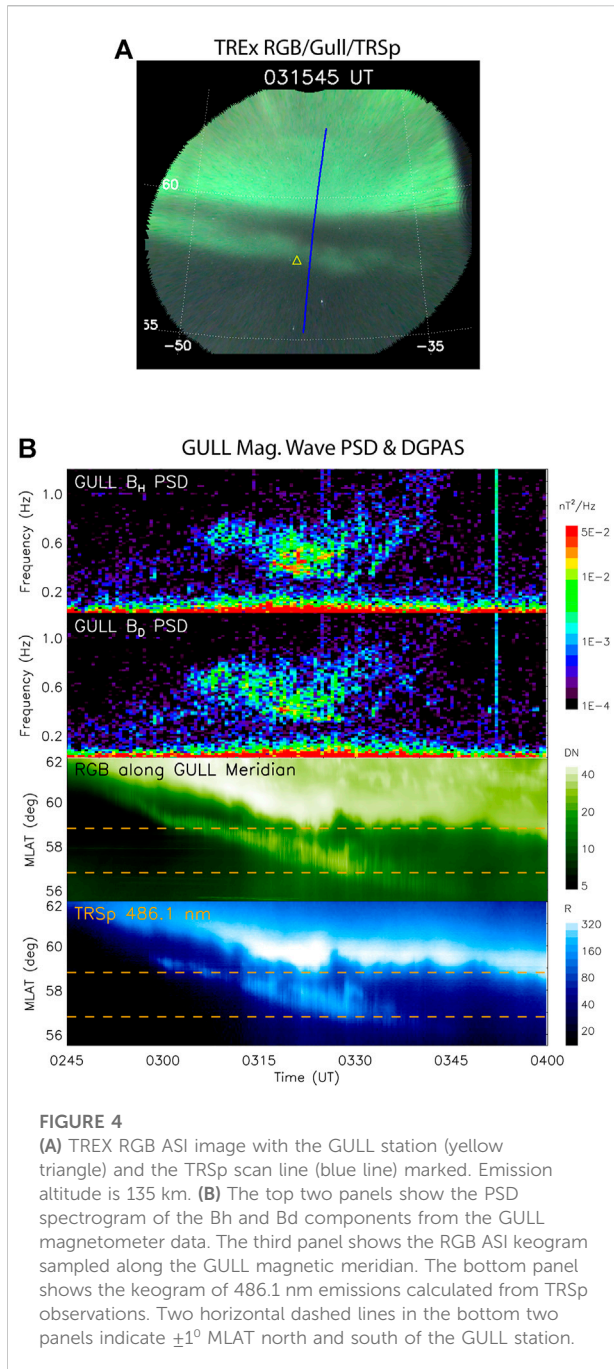 A TREx RGB/Gull/TRSp
031545 UT
60
55
-50
-35
B GULL Mag. Wave PSD & DGPAS
GULL BH PSD
Frequency (Hz)
1.0
0.6
0.2
nT²/Hz
5E-2
1E-2
1E-3
1E-4
GULL BD PSD
Frequency (Hz)
1.0
0.6
0.2
RGB along GULL Meridian
MLAT (deg)
62
60
58
56
DN
40
20
10
5
TRSp 486.1 nm
MLAT (deg)
62
60
58
56
R
320
160
80
40
20
0245 0300 0315 0330 0345 0400
Time (UT)
FIGURE 4
(A) TREX RGB ASI image with the GULL station (yellow
triangle) and the TRSp scan line (blue line) marked. Emission
altitude is 135 km. (B) The top two panels show the PSD
spectrogram of the Bh and Bd components from the GULL
magnetometer data. The third panel shows the RGB ASI keogram
sampled along the GULL magnetic meridian. The bottom panel
shows the keogram of 486.1 nm emissions calculated from TRSp
observations. Two horizontal dashed lines in the bottom two
panels indicate ±1⁰ MLAT north and south of the GULL station.